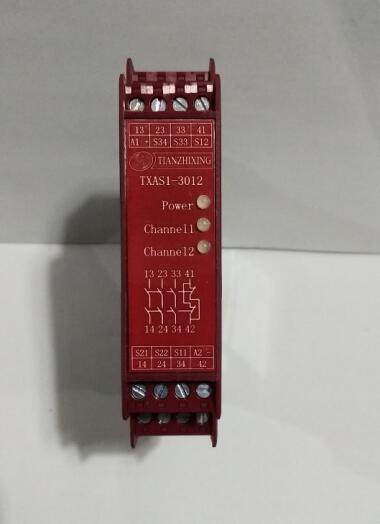 13 23 33 41
A1 + S34 S33 S12
TIANZHIXING
TXAS1-3012
Power
Channel1
Channel2
13 23 33 41
14 24 34 42
S21 S22 S11 A2 -
14 24 34 42